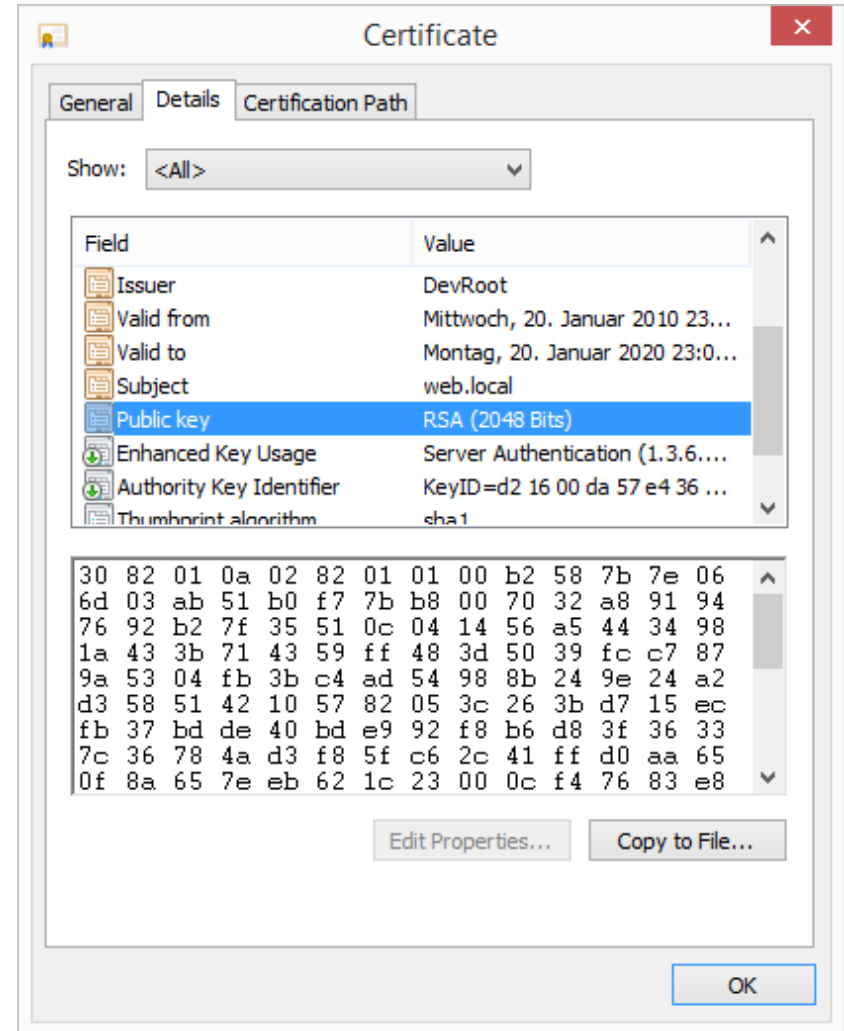 Certificate
General Details Certification Path
Show: <All>
Field Value
Issuer DevRoot
Valid from Mittwoch, 20. Januar 2010 23...
Valid to Montag, 20. Januar 2020 23:0...
Subject web.local
Public key RSA (2048 Bits)
Enhanced Key Usage Server Authentication (1.3.6....
Authority Key Identifier KeyID=d2 16 00 da 57 e4 36 ...
Thumbprint algorithm sha1
30 82 01 0a 02 82 01 01 00 b2 58 7b 7e 06
6d 03 ab 51 b0 f7 7b b8 00 70 32 a8 91 94
76 92 b2 7f 35 51 0c 04 14 56 a5 44 34 98
1a 43 3b 71 43 59 ff 48 3d 50 39 fc c7 87
9a 53 04 fb 3b c4 ad 54 98 8b 24 9e 24 a2
d3 58 51 42 10 57 82 05 3c 26 3b d7 15 ec
fb 37 bd de 40 bd e9 92 f8 b6 d8 3f 36 33
7c 36 78 4a d3 f8 5f c6 2c 41 ff d0 aa 65
0f 8a 65 7e eb 62 1c 23 00 0c f4 76 83 e8
Edit Properties... Copy to File...
OK